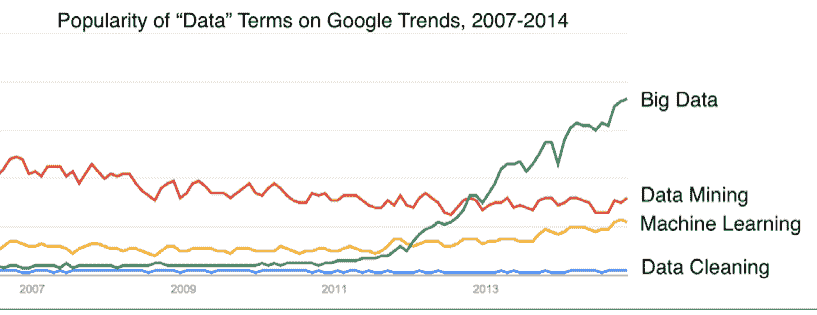 Popularity of “Data” Terms on Google Trends, 2007-2014
Big Data
Data Mining
Machine Learning
Data Cleaning
2007 2009 2011 2013